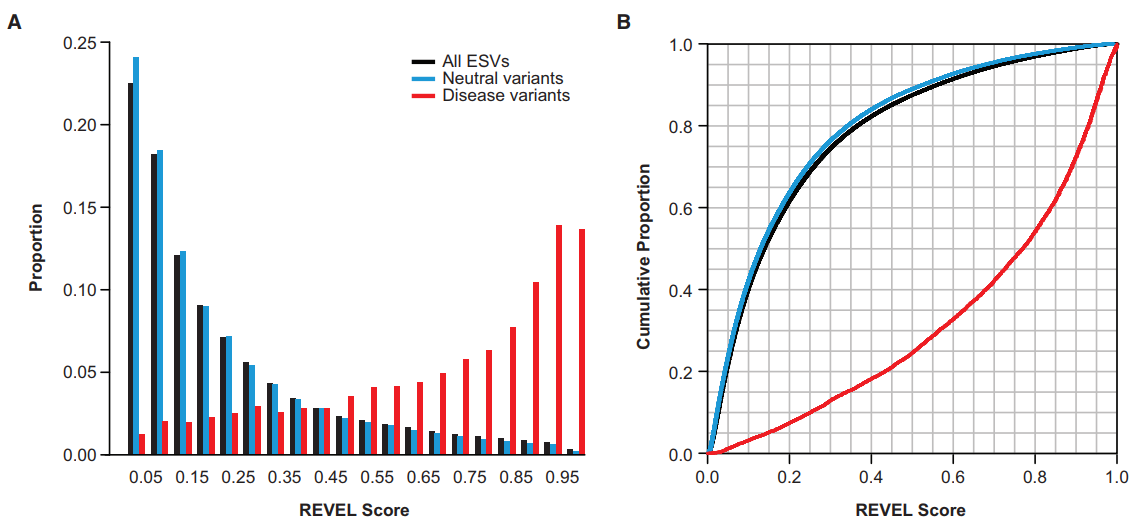 A
0.25
0.20
0.15
0.10
0.05
0.00
Proportion
All ESVs
Neutral variants
Disease variants
0.05 0.15 0.25 0.35 0.45 0.55 0.65 0.75 0.85 0.95
REVEL Score
B
1.0
0.8
0.6
0.4
0.2
0.0
Cumulative Proportion
0.0 0.2 0.4 0.6 0.8 1.0
REVEL Score